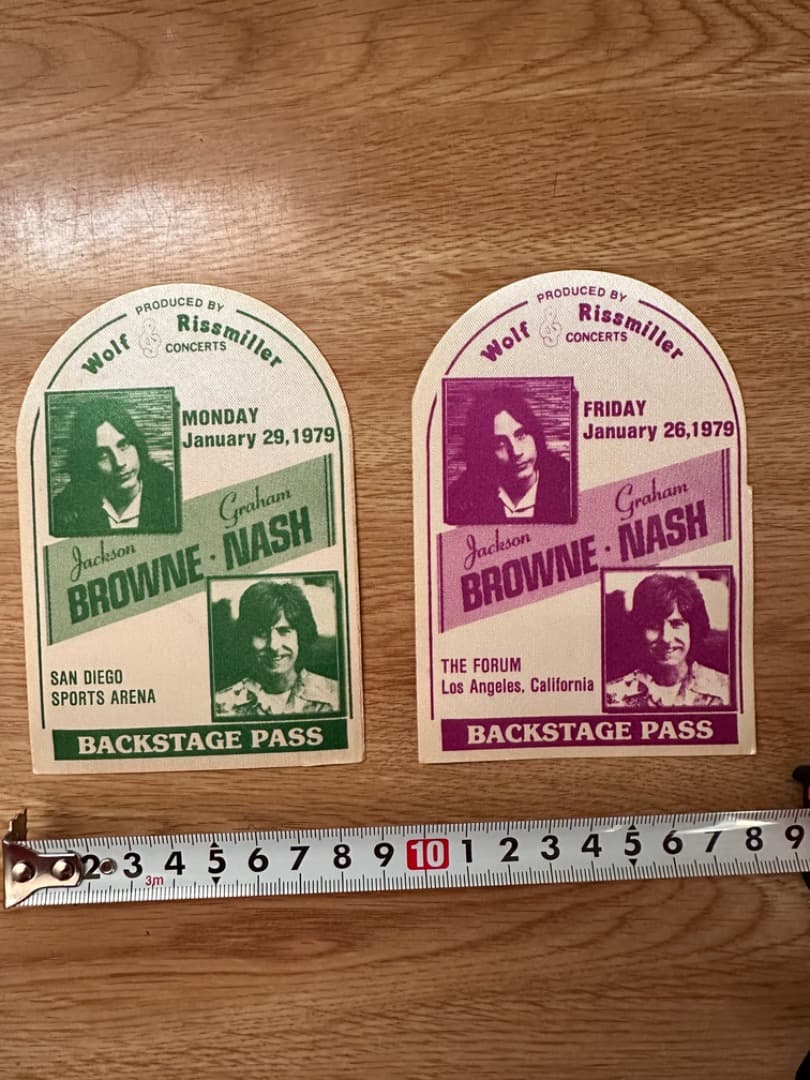 PRODUCED BY
Wolf & Rissmiller
CONCERTS
MONDAY
January 29, 1979
Graham
Jackson
BROWNE · NASH
SAN DIEGO
SPORTS ARENA
BACKSTAGE PASS
PRODUCED BY
Wolf & Rissmiller
CONCERTS
FRIDAY
January 26, 1979
Graham
Jackson
BROWNE · NASH
THE FORUM
Los Angeles, California
BACKSTAGE PASS
2 3 4 5 6 7 8 9 10 1 2 3 4 5 6 7 8 9
3m